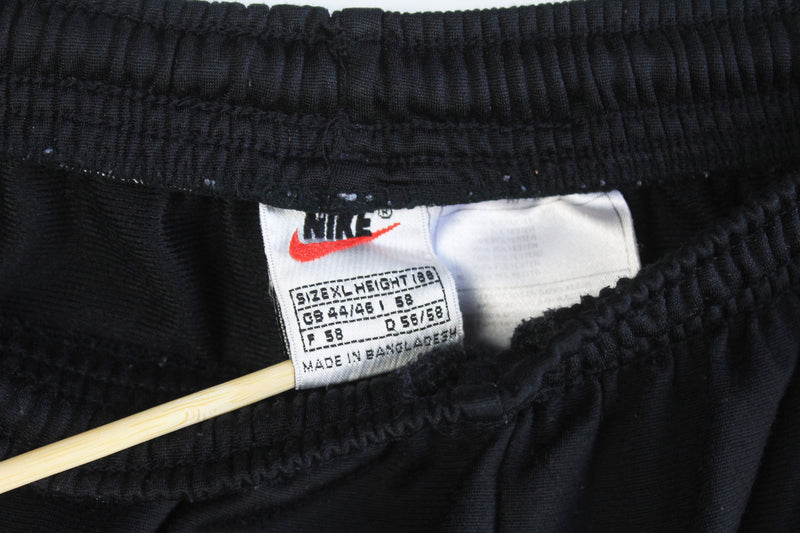 NIKE®
SIZE XL HEIGHT 188
GB 44/46 I 58
F 58 D 56/58
MADE IN BANGLADESH